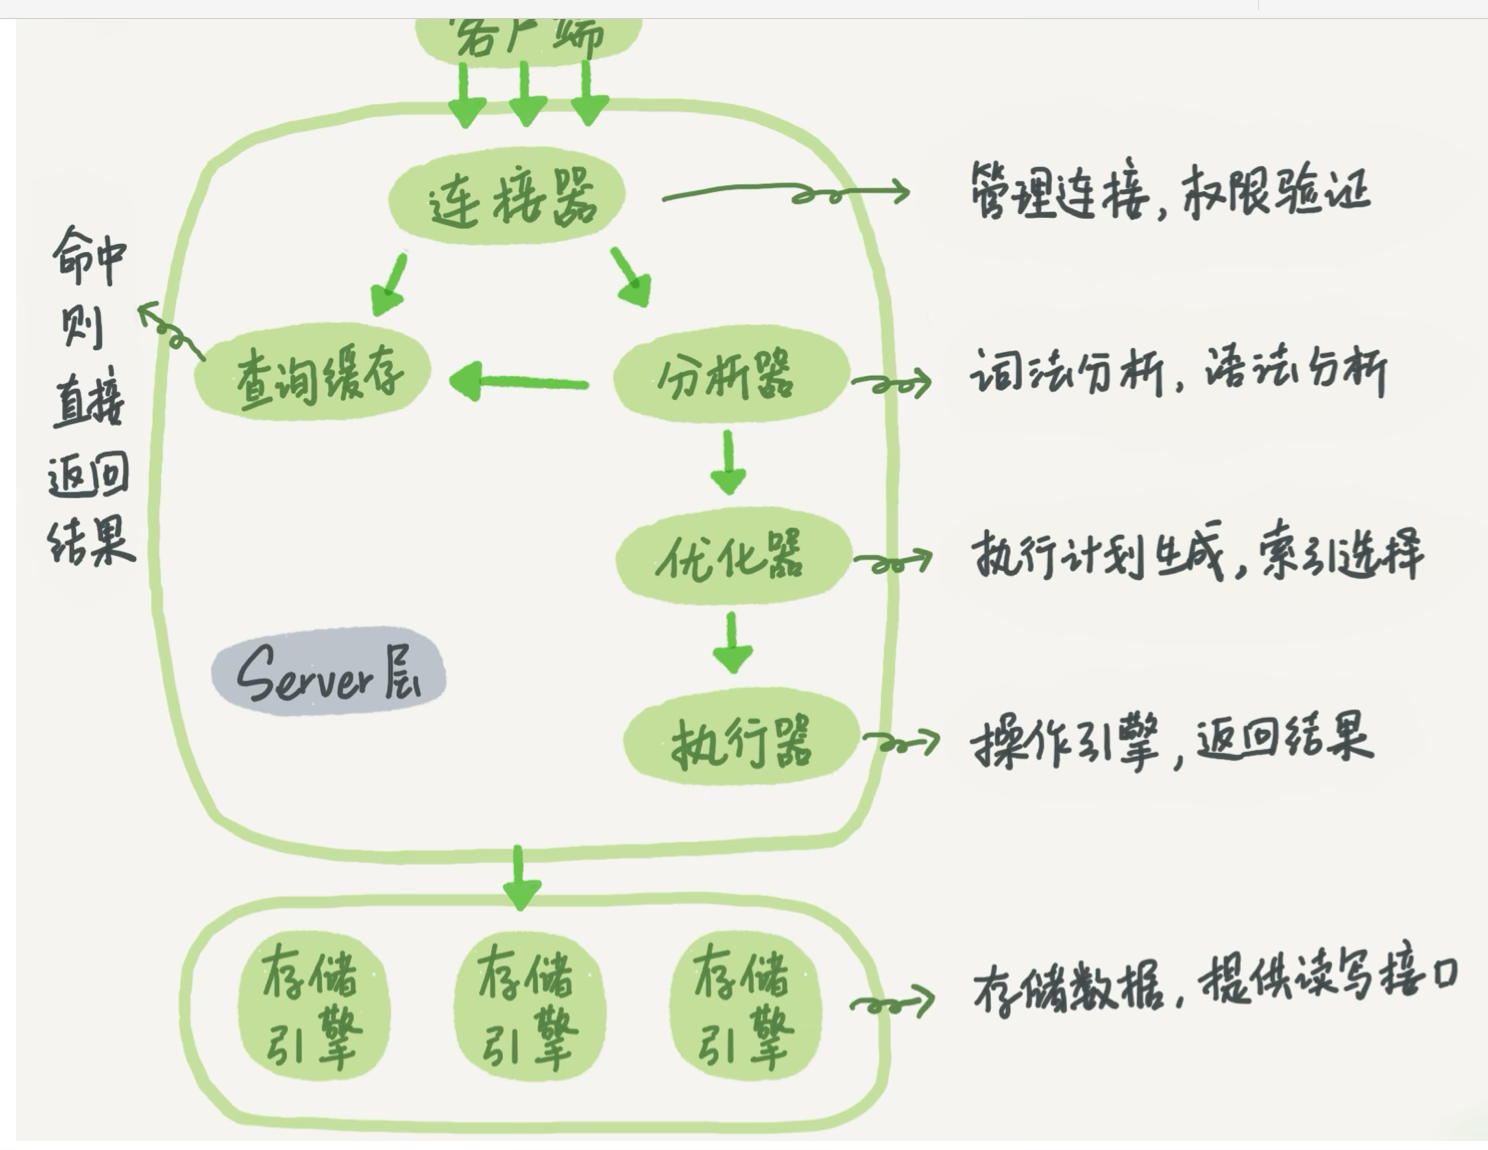 客户端
连接器
管理连接,权限验证
命中
则
直接
返回
结果
查询缓存
分析器
词法分析,语法分析
优化器
执行计划生成,索引选择
Server层
执行器
操作引擎,返回结果
存储
引擎
存储
引擎
存储
引擎
存储数据,提供读写接口